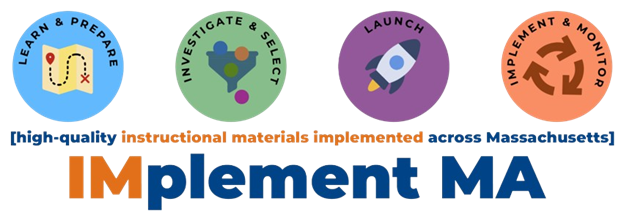 LEARN & PREPARE
INVESTIGATE & SELECT
LAUNCH
IMPLEMENT & MONITOR
[high-quality instructional materials implemented across Massachusetts]
IMplement MA